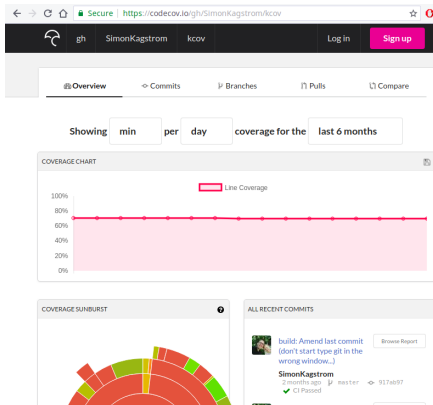 Secure https://codecov.io/gh/SimonKagstrom/kcov
gh SimonKagstrom kcov Log in Sign up
Overview Commits Branches Pulls Compare
Showing min per day coverage for the last 6 months
COVERAGE CHART
Line Coverage
100%
80%
60%
40%
20%
0%
COVERAGE SUNBURST
ALL RECENT COMMITS
build: Amend last commit
(don't start type git in the
wrong window...)
Browse Report
SimonKagstrom
2 months ago master 917ab97
CI Passed